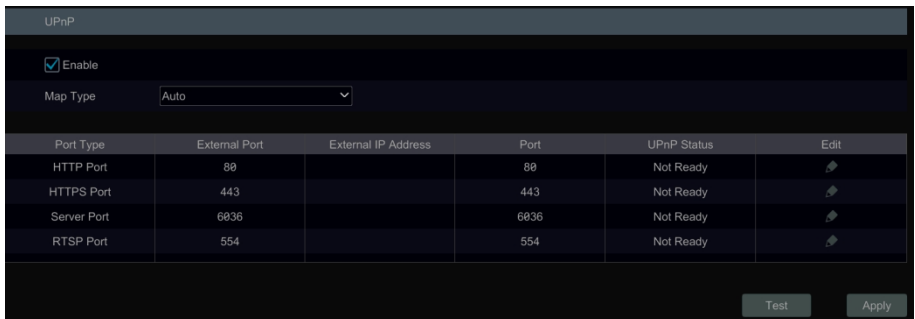 UPnP
Enable
Map Type Auto
Port Type External Port External IP Address Port UPnP Status Edit
HTTP Port 80 80 Not Ready
HTTPS Port 443 443 Not Ready
Server Port 6036 6036 Not Ready
RTSP Port 554 554 Not Ready
Test Apply